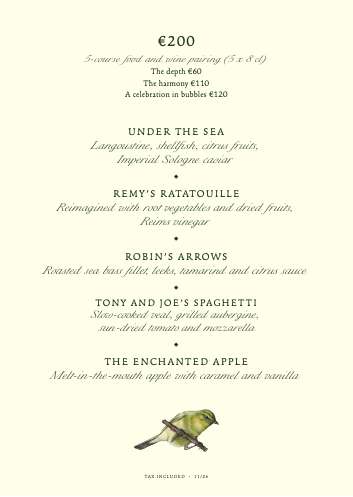 €200
5-course food and wine pairing (5 x 8 cl)
The depth €60
The harmony €110
A celebration in bubbles €120
UNDER THE SEA
Langoustine, shellfish, citrus fruits,
Imperial Sologne caviar
REMY'S RATATOUILLE
Reimagined with root vegetables and dried fruits,
Reims vinegar
ROBIN'S ARROWS
Roasted sea bass fillet, leeks, tamarind and citrus sauce
TONY AND JOE'S SPAGHETTI
Slow-cooked veal, grilled aubergine,
sun-dried tomato and mozzarella
THE ENCHANTED APPLE
Melt-in-the-mouth apple with caramel and vanilla
TAX INCLUDED • 11/24